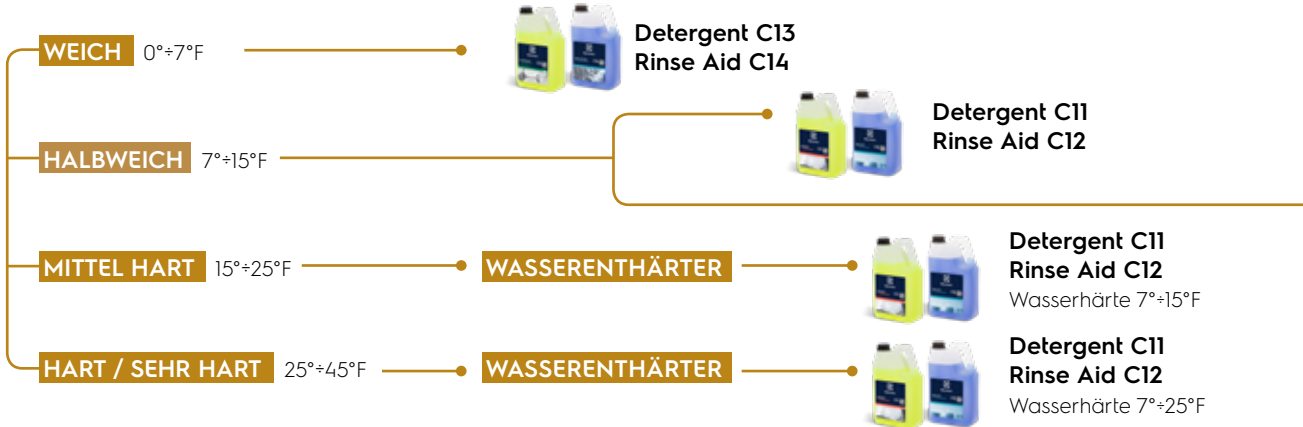 WEICH 0°÷7°F
Detergent C13
Rinse Aid C14
HALBWEICH 7°÷15°F
Detergent C11
Rinse Aid C12
MITTEL HART 15°÷25°F
WASSERENTHÄRTER
Detergent C11
Rinse Aid C12
Wasserhärte 7°÷15°F
HART / SEHR HART 25°÷45°F
WASSERENTHÄRTER
Detergent C11
Rinse Aid C12
Wasserhärte 7°÷25°F